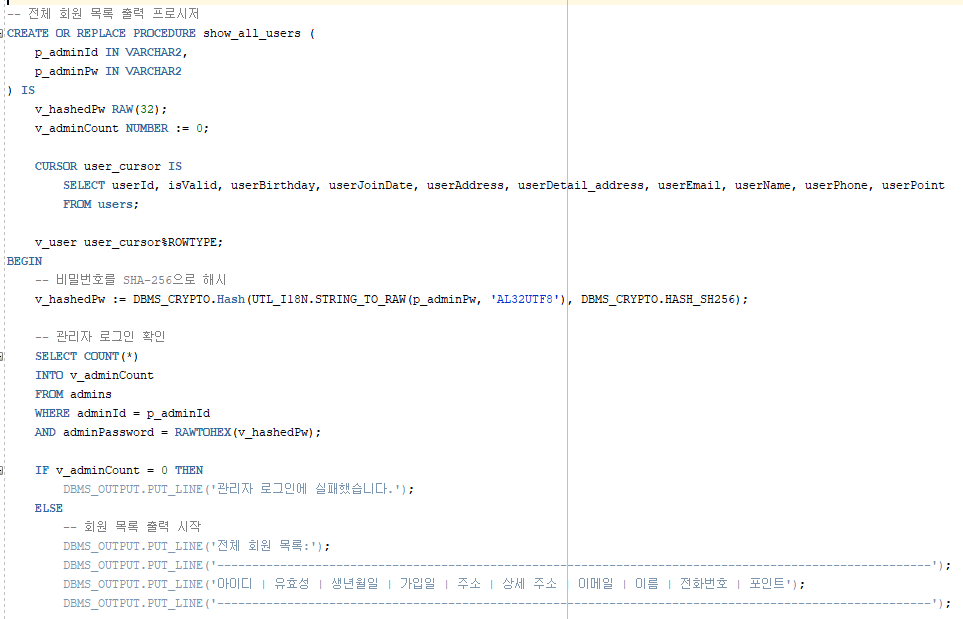 -- 전체 회원 목록 출력 프로시저
CREATE OR REPLACE PROCEDURE show_all_users (
    p_adminId IN VARCHAR2,
    p_adminPw IN VARCHAR2
) IS
    v_hashedPw RAW(32);
    v_adminCount NUMBER := 0;

    CURSOR user_cursor IS
        SELECT userId, isValid, userBirthday, userJoinDate, userAddress, userDetail_address, userEmail, userName, userPhone, userPoint
        FROM users;

    v_user user_cursor%ROWTYPE;
BEGIN
    -- 비밀번호를 SHA-256으로 해시
    v_hashedPw := DBMS_CRYPTO.Hash(UTL_I18N.STRING_TO_RAW(p_adminPw, 'AL32UTF8'), DBMS_CRYPTO.HASH_SH256);

    -- 관리자 로그인 확인
    SELECT COUNT(*)
    INTO v_adminCount
    FROM admins
    WHERE adminId = p_adminId
    AND adminPassword = RAWTOHEX(v_hashedPw);

    IF v_adminCount = 0 THEN
        DBMS_OUTPUT.PUT_LINE('관리자 로그인에 실패했습니다.');
    ELSE
        -- 회원 목록 출력 시작
        DBMS_OUTPUT.PUT_LINE('전체 회원 목록:');
        DBMS_OUTPUT.PUT_LINE('------------------------------------------------------------------------------------------------------');
        DBMS_OUTPUT.PUT_LINE('아이디 | 유효성 | 생년월일 | 가입일 | 주소 | 상세 주소 | 이메일 | 이름 | 전화번호 | 포인트');
        DBMS_OUTPUT.PUT_LINE('------------------------------------------------------------------------------------------------------');